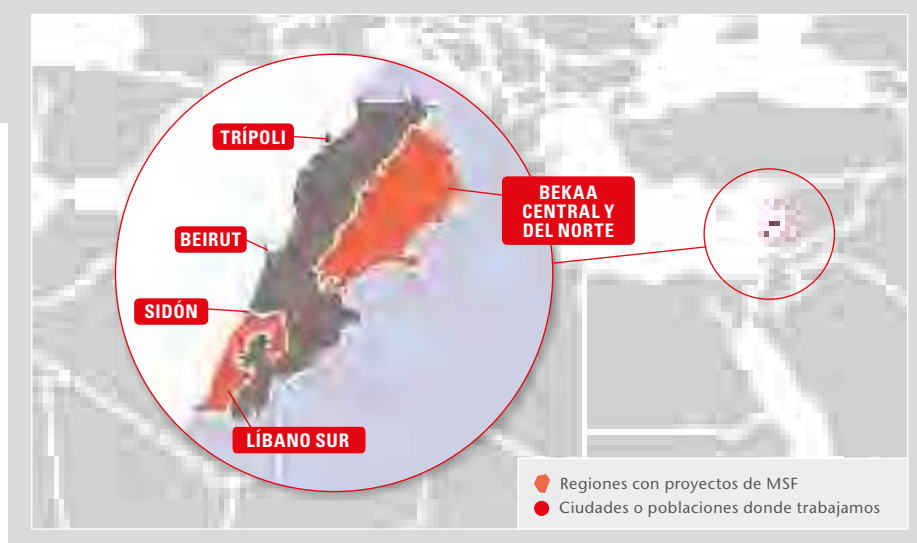 TRÍPOLI
BEKAA
CENTRAL Y
DEL NORTE
BEIRUT
SIDÓN
LÍBANO SUR
Regiones con proyectos de MSF
Ciudades o poblaciones donde trabajamos